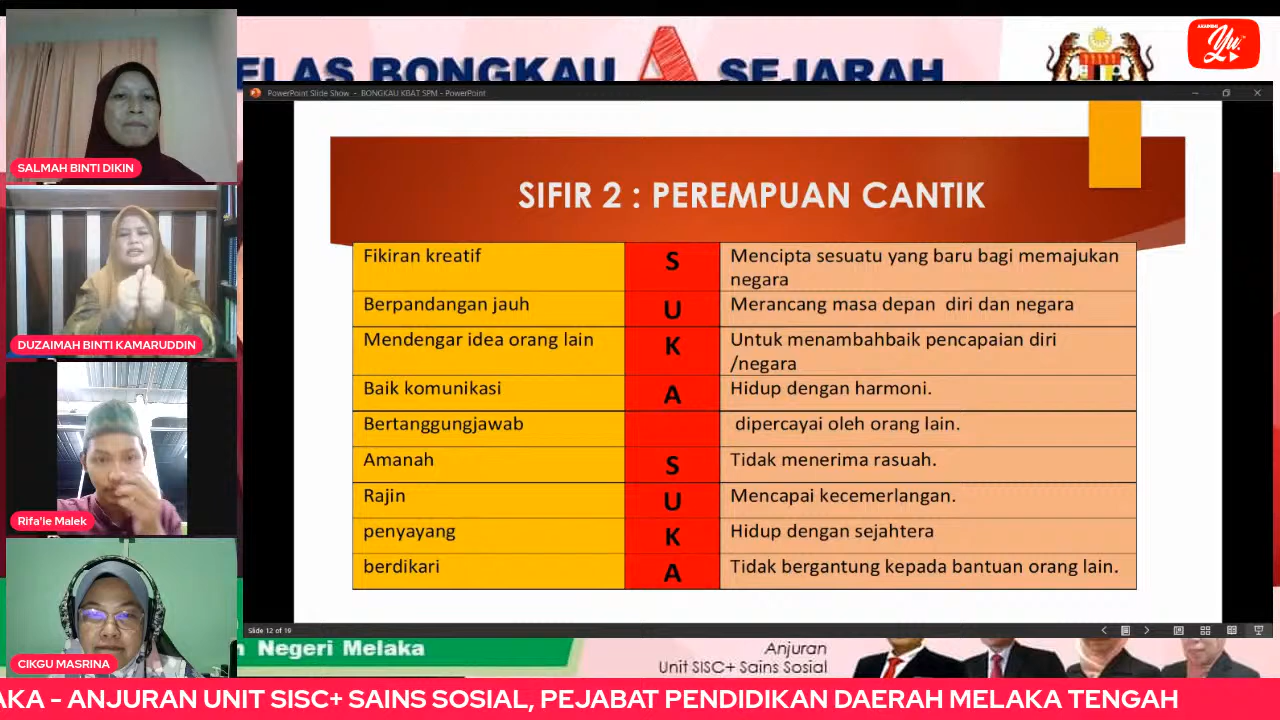 SALMAH BINTI DIKIN
DUZAIMAH BINTI KAMARUDDIN
Rifa'ie Malek
CIKGU MASRINA
ELAS BONGKAU A SEJARAH
AKADEMI
Yu
PowerPoint Slide Show - BONGKAU KBAT SPM - PowerPoint
SIFIR 2 : PEREMPUAN CANTIK
Fikiran kreatif S Mencipta sesuatu yang baru bagi memajukan
negara
Berpandangan jauh U Merancang masa depan diri dan negara
Mendengar idea orang lain K Untuk menambahbaik pencapaian diri
/negara
Baik komunikasi A Hidup dengan harmoni.
Bertanggungjawab dipercayai oleh orang lain.
Amanah S Tidak menerima rasuah.
Rajin U Mencapai kecemerlangan.
penyayang K Hidup dengan sejahtera
berdikari A Tidak bergantung kepada bantuan orang lain.
Slide 12 of 19
n Negeri Melaka
Anjuran
Unit SISC+ Sains Sosial
AKA - ANJURAN UNIT SISC+ SAINS SOSIAL, PEJABAT PENDIDIKAN DAERAH MELAKA TENGAH